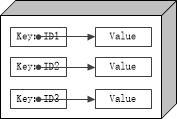 Key: ID1 Value
Key: ID2 Value
Key: ID3 Value